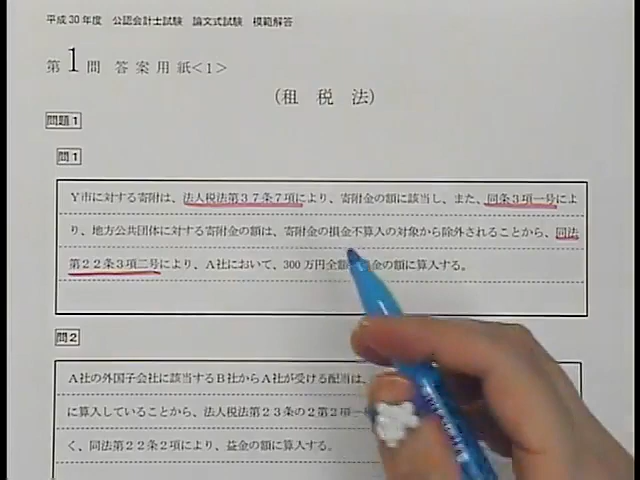 平成30年度 公認会計士試験 論文式試験 模範解答
第1問 答案用紙<1>
(租税法)
問題1
問1
Y市に対する寄附は、法人税法第37条7項により、寄附金の額に該当し、また、同条3項一号によ
り、地方公共団体に対する寄附金の額は、寄附金の損金不算入の対象から除外されることから、同法
第22条3項二号により、A社において、300万円全額 金の額に算入する。
問2
A社の外国子会社に該当するB社からA社が受ける配当は、
に算入していることから、法人税法第23条の2第2項一
く、同法第22条2項により、益金の額に算入する。